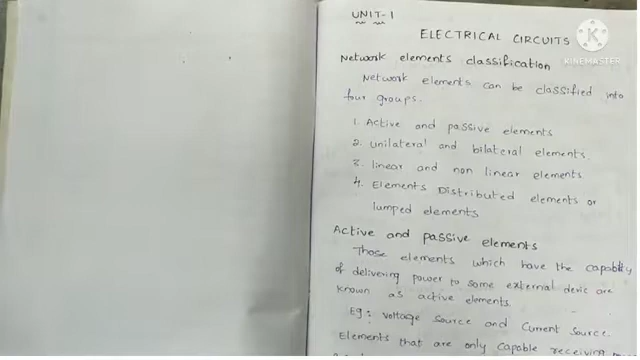 UNIT-1
ELECTRICAL CIRCUITS
K
KINEMASTER
Network elements classification
Network elements can be classified into
four groups.
1. Active and passive elements
2. unilateral and bilateral elements.
3. linear and non linear elements
4. Elements Distributed elements or
lumped elements
Active and passive elements
Those elements which have the capability
of delivering power to some external devic are
known as active elements.
Eg: voltage source and current source.
Elements that are only capable receiving